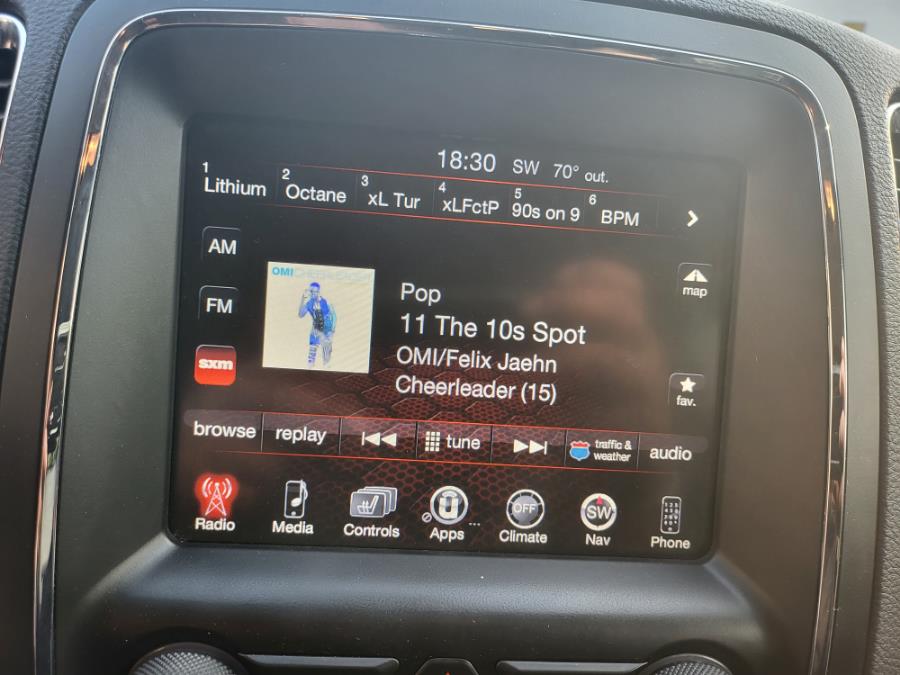 18:30 SW 70° out.
1 Lithium 2 Octane 3 xL Tur 4 xLFctP 5 90s on 9 6 BPM
AM
OMI CHEERLEADER
map
FM
Pop
11 The 10s Spot
sxm
OMI/Felix Jaehn
Cheerleader (15)
fav.
browse replay tune traffic & weather audio
OFF SW
Radio Media Controls Apps ... Climate Nav Phone